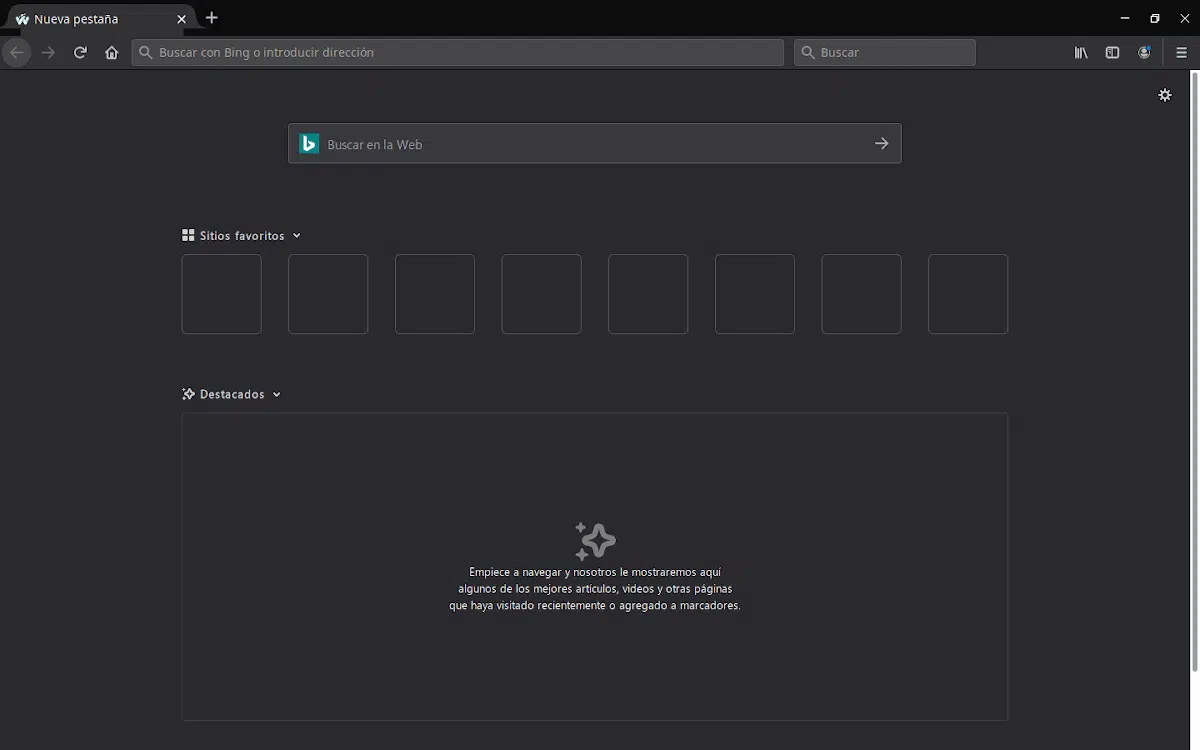 Nueva pestaña
Buscar con Bing o introducir dirección
Buscar
Buscar en la Web
Sitios favoritos
Destacados
Empiece a navegar y nosotros le mostraremos aquí
algunos de los mejores artículos, videos y otras páginas
que haya visitado recientemente o agregado a marcadores.